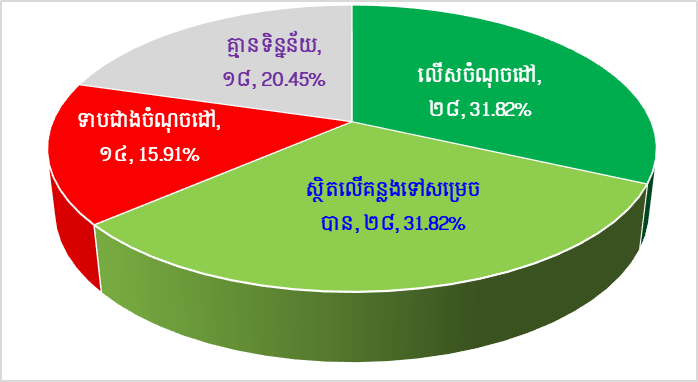 គ្មានទិន្នន័យ,
១៨, 20.45%
លើសចំណុចដៅ,
២៨, 31.82%
ទាបជាងចំណុចដៅ,
១៤, 15.91%
ស្ថិតលើគន្លងទៅសម្រេច
បាន, ២៨, 31.82%